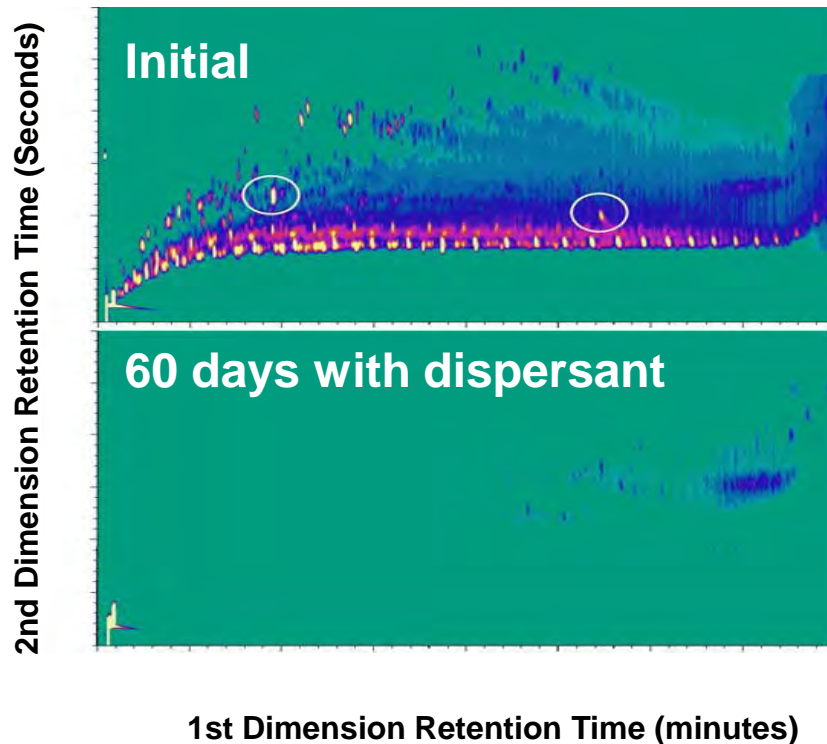 2nd Dimension Retention Time (Seconds)
Initial
60 days with dispersant
1st Dimension Retention Time (minutes)